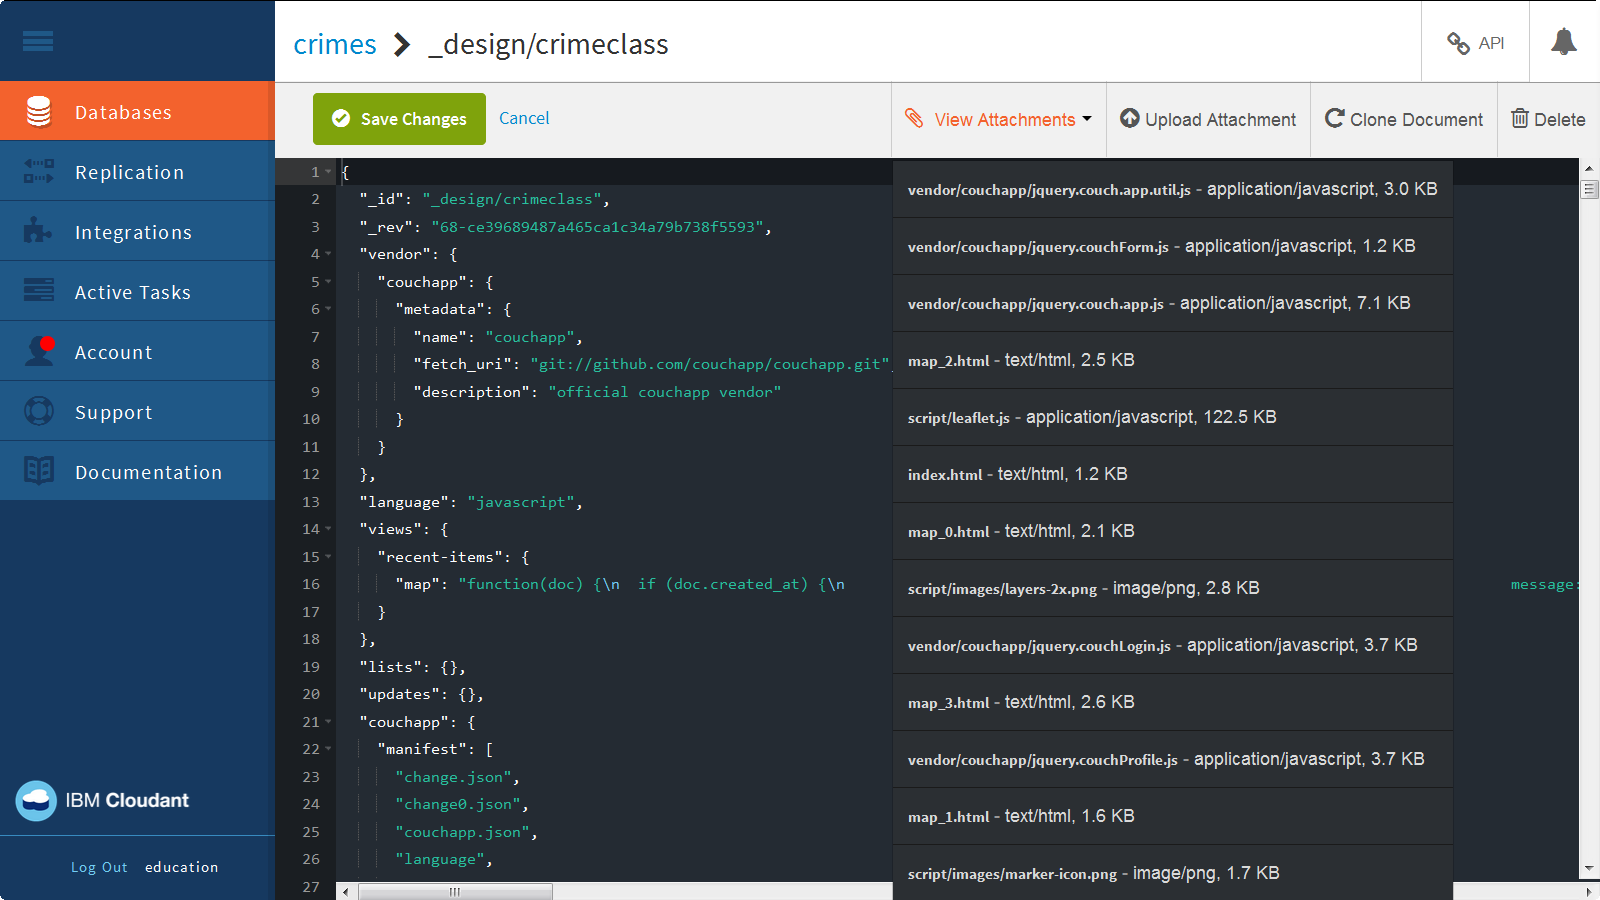 crimes > _design/crimeclass
API
Databases
Replication
Integrations
Active Tasks
Account
Support
Documentation
IBM Cloudant
Log Out education
Save Changes Cancel
View Attachments Upload Attachment Clone Document Delete
1 {
2 "_id": "_design/crimeclass",
3 "_rev": "68-ce39689487a465ca1c34a79b738f5593",
4 "vendor": {
5 "couchapp": {
6 "metadata": {
7 "name": "couchapp",
8 "fetch_uri": "git://github.com/couchapp/couchapp.git"
9 "description": "official couchapp vendor"
10 }
11 }
12 },
13 "language": "javascript",
14 "views": {
15 "recent-items": {
16 "map": "function(doc) {\n  if (doc.created_at) {\n message:
17 }
18 },
19 "lists": {},
20 "updates": {},
21 "couchapp": {
22 "manifest": [
23 "change.json",
24 "change0.json",
25 "couchapp.json",
26 "language",
27
vendor/couchapp/jquery.couch.app.util.js - application/javascript, 3.0 KB
vendor/couchapp/jquery.couchForm.js - application/javascript, 1.2 KB
vendor/couchapp/jquery.couch.app.js - application/javascript, 7.1 KB
map_2.html - text/html, 2.5 KB
script/leaflet.js - application/javascript, 122.5 KB
index.html - text/html, 1.2 KB
map_0.html - text/html, 2.1 KB
script/images/layers-2x.png - image/png, 2.8 KB
vendor/couchapp/jquery.couchLogin.js - application/javascript, 3.7 KB
map_3.html - text/html, 2.6 KB
vendor/couchapp/jquery.couchProfile.js - application/javascript, 3.7 KB
map_1.html - text/html, 1.6 KB
script/images/marker-icon.png - image/png, 1.7 KB